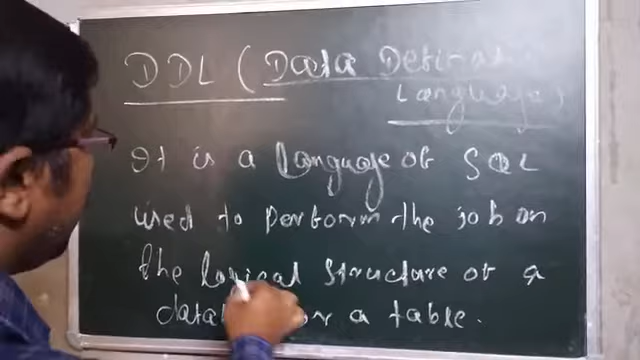 DDL (Data Definition
Language)
It is a Language of SQL
used to perform the job on
the logical structure of a
or a table.